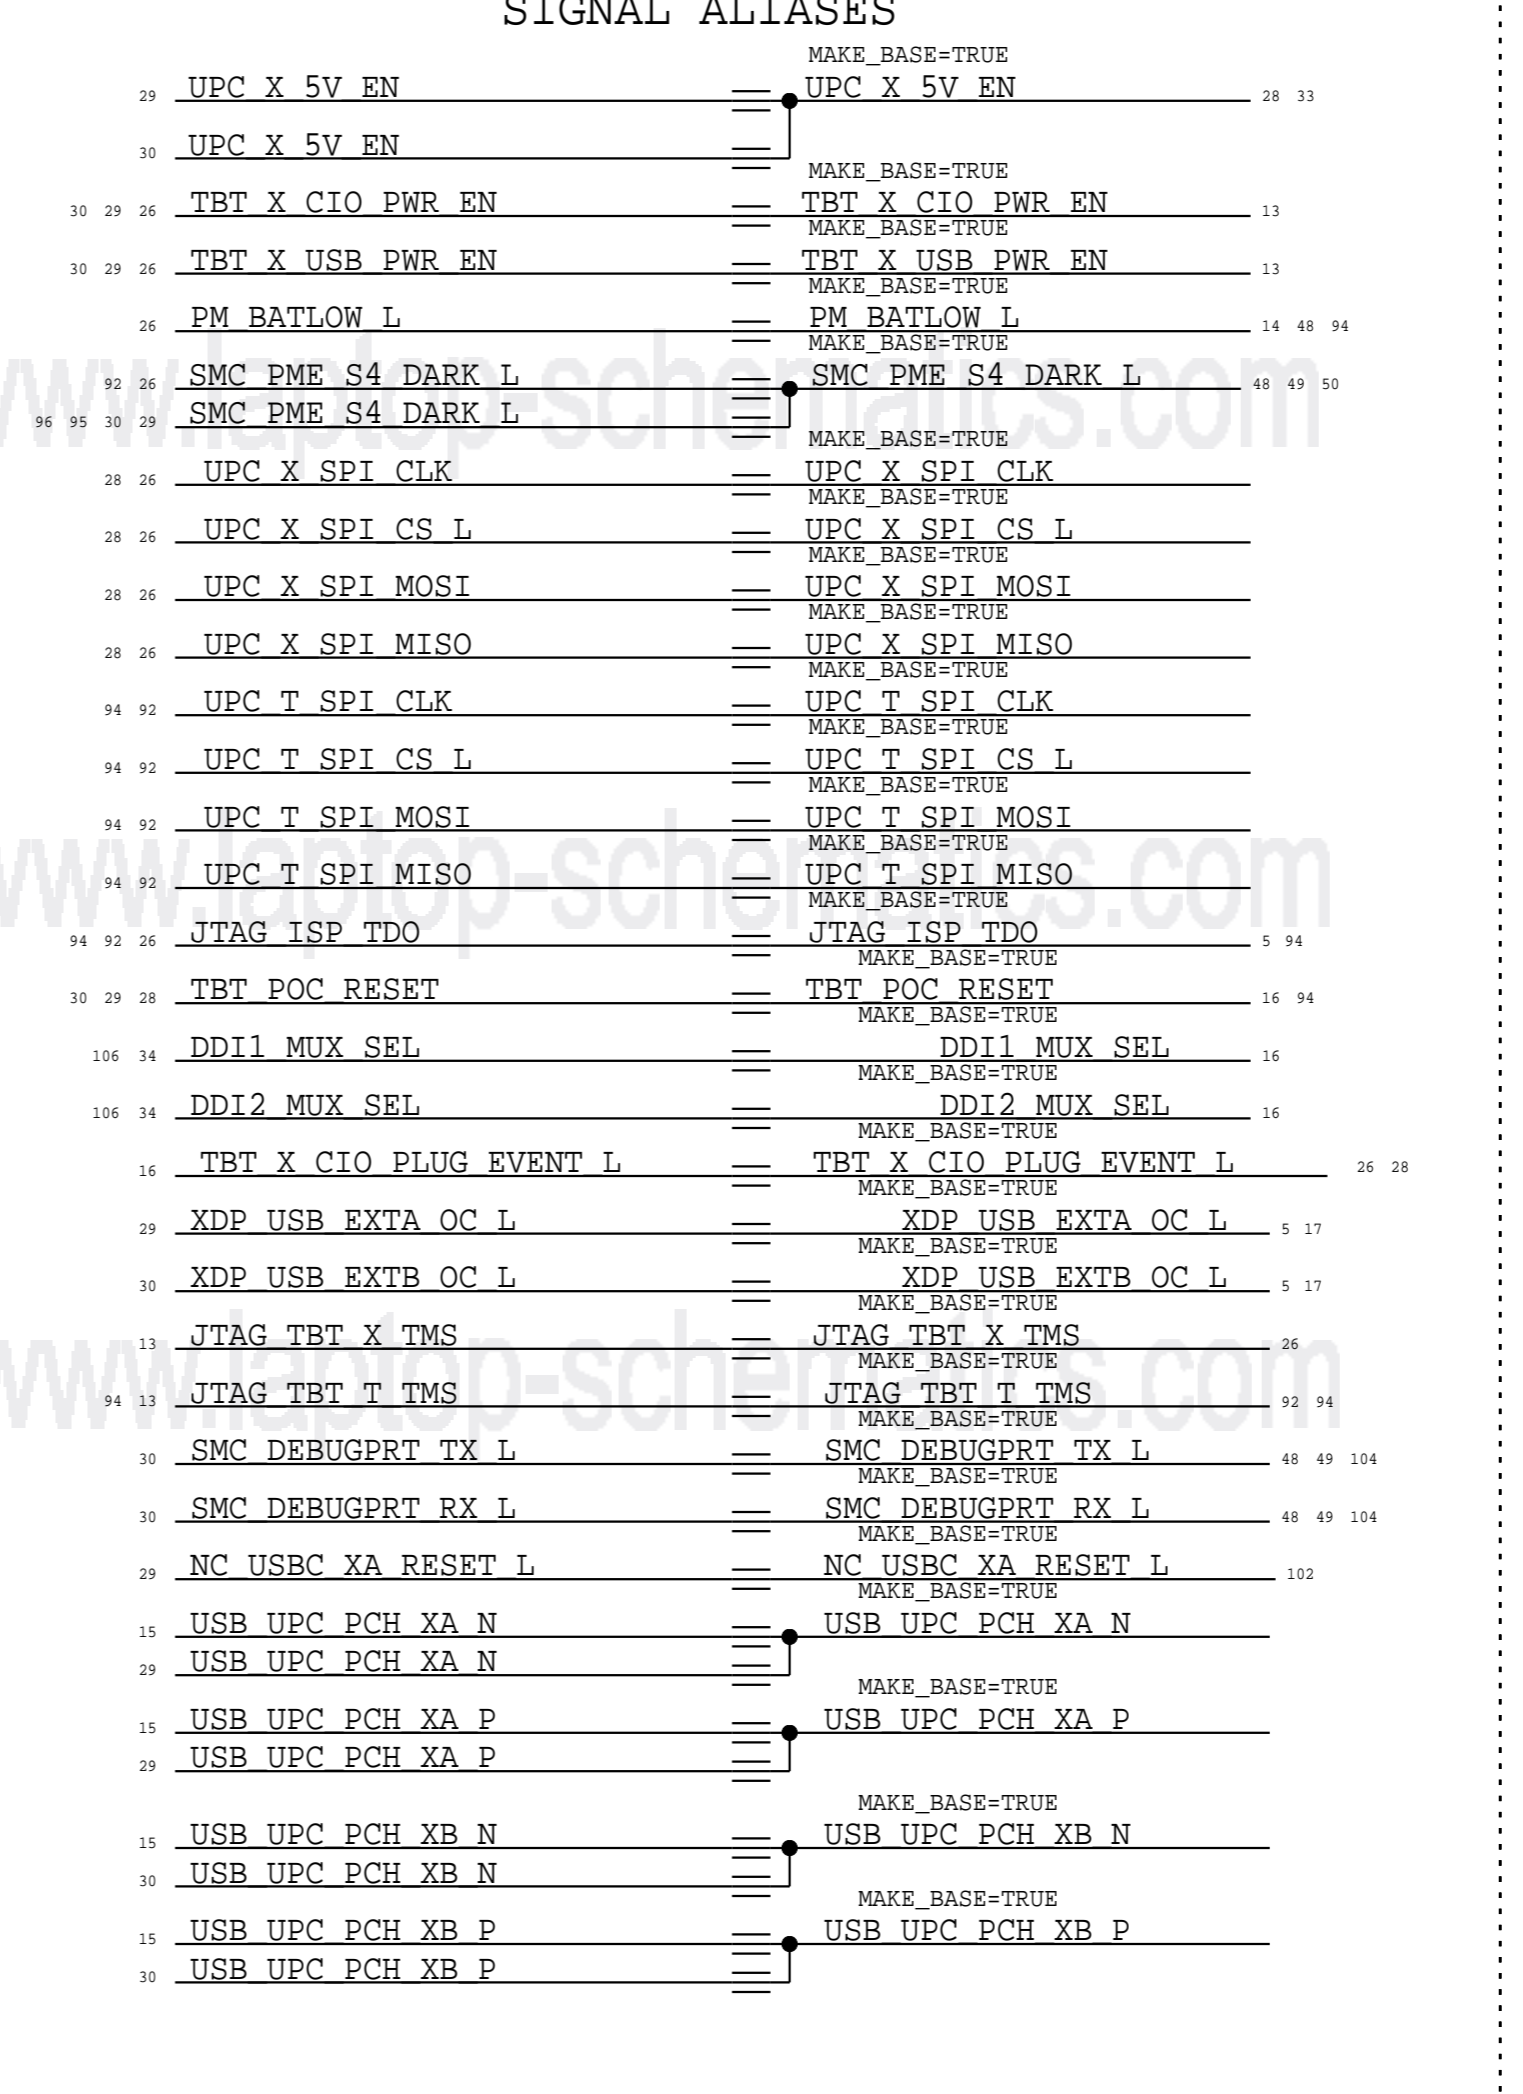 SIGNAL ALIASES
MAKE_BASE=TRUE
29 UPC_X_5V_EN UPC_X_5V_EN 28 33
30 UPC_X_5V_EN
MAKE_BASE=TRUE
30 29 26 TBT_X_CIO_PWR_EN TBT_X_CIO_PWR_EN 13
MAKE_BASE=TRUE
30 29 26 TBT_X_USB_PWR_EN TBT_X_USB_PWR_EN 13
MAKE_BASE=TRUE
26 PM_BATLOW_L PM_BATLOW_L 14 48 94
MAKE_BASE=TRUE
www.laptop-schematics.com
92 26 SMC_PME_S4_DARK_L SMC_PME_S4_DARK_L 48 49 50
96 95 30 29 SMC_PME_S4_DARK_L
MAKE_BASE=TRUE
28 26 UPC_X_SPI_CLK UPC_X_SPI_CLK
MAKE_BASE=TRUE
28 26 UPC_X_SPI_CS_L UPC_X_SPI_CS_L
MAKE_BASE=TRUE
28 26 UPC_X_SPI_MOSI UPC_X_SPI_MOSI
MAKE_BASE=TRUE
28 26 UPC_X_SPI_MISO UPC_X_SPI_MISO
MAKE_BASE=TRUE
94 92 UPC_T_SPI_CLK UPC_T_SPI_CLK
MAKE_BASE=TRUE
94 92 UPC_T_SPI_CS_L UPC_T_SPI_CS_L
MAKE_BASE=TRUE
94 92 UPC_T_SPI_MOSI UPC_T_SPI_MOSI
MAKE_BASE=TRUE
www.laptop-schematics.com
94 92 UPC_T_SPI_MISO UPC_T_SPI_MISO
MAKE_BASE=TRUE
94 92 26 JTAG_ISP_TDO JTAG_ISP_TDO 5 94
MAKE_BASE=TRUE
30 29 28 TBT_POC_RESET TBT_POC_RESET 16 94
MAKE_BASE=TRUE
106 34 DDI1_MUX_SEL DDI1_MUX_SEL 16
MAKE_BASE=TRUE
106 34 DDI2_MUX_SEL DDI2_MUX_SEL 16
MAKE_BASE=TRUE
16 TBT_X_CIO_PLUG_EVENT_L TBT_X_CIO_PLUG_EVENT_L 26 28
MAKE_BASE=TRUE
29 XDP_USB_EXTA_OC_L XDP_USB_EXTA_OC_L 5 17
MAKE_BASE=TRUE
30 XDP_USB_EXTB_OC_L XDP_USB_EXTB_OC_L 5 17
MAKE_BASE=TRUE
13 JTAG_TBT_X_TMS JTAG_TBT_X_TMS 26
MAKE_BASE=TRUE
www.laptop-schematics.com
94 13 JTAG_TBT_T_TMS JTAG_TBT_T_TMS 92 94
MAKE_BASE=TRUE
30 SMC_DEBUGPRT_TX_L SMC_DEBUGPRT_TX_L 48 49 104
MAKE_BASE=TRUE
30 SMC_DEBUGPRT_RX_L SMC_DEBUGPRT_RX_L 48 49 104
MAKE_BASE=TRUE
29 NC_USBC_XA_RESET_L NC_USBC_XA_RESET_L 102
MAKE_BASE=TRUE
15 USB_UPC_PCH_XA_N USB_UPC_PCH_XA_N
29 USB_UPC_PCH_XA_N
MAKE_BASE=TRUE
15 USB_UPC_PCH_XA_P USB_UPC_PCH_XA_P
29 USB_UPC_PCH_XA_P
MAKE_BASE=TRUE
15 USB_UPC_PCH_XB_N USB_UPC_PCH_XB_N
30 USB_UPC_PCH_XB_N
MAKE_BASE=TRUE
15 USB_UPC_PCH_XB_P USB_UPC_PCH_XB_P
30 USB_UPC_PCH_XB_P